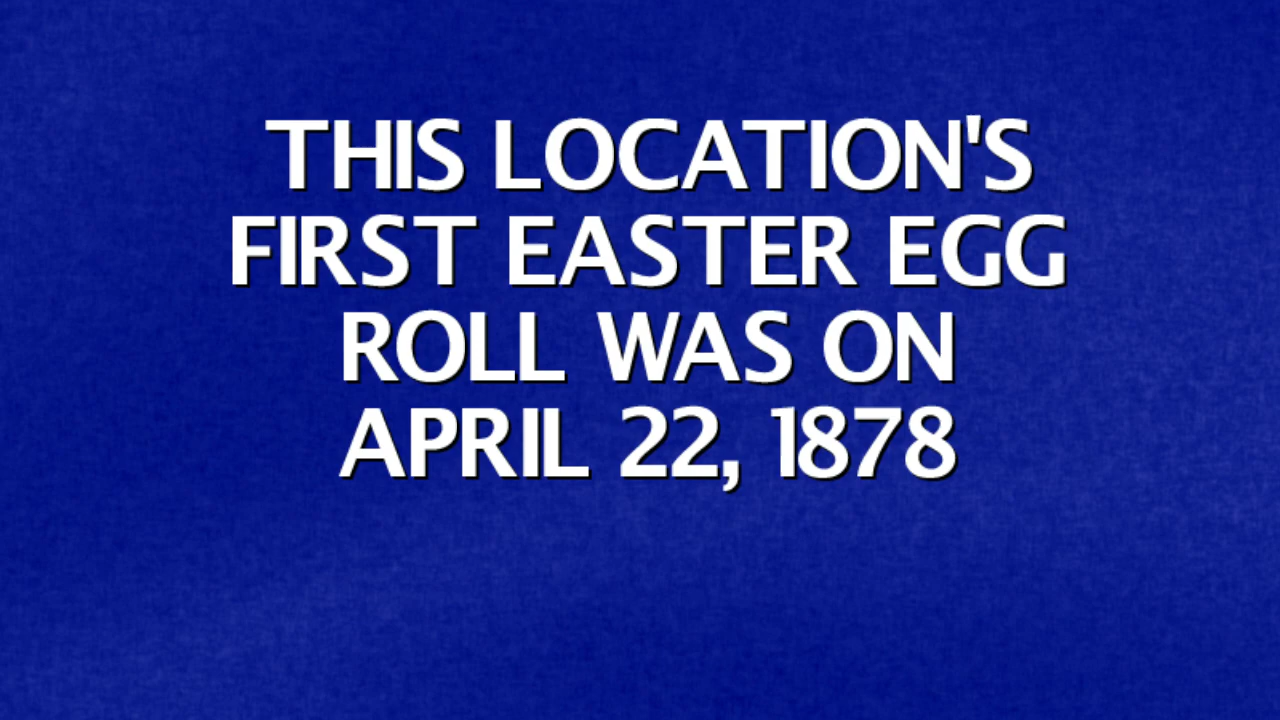 THIS LOCATION'S
FIRST EASTER EGG
ROLL WAS ON
APRIL 22, 1878